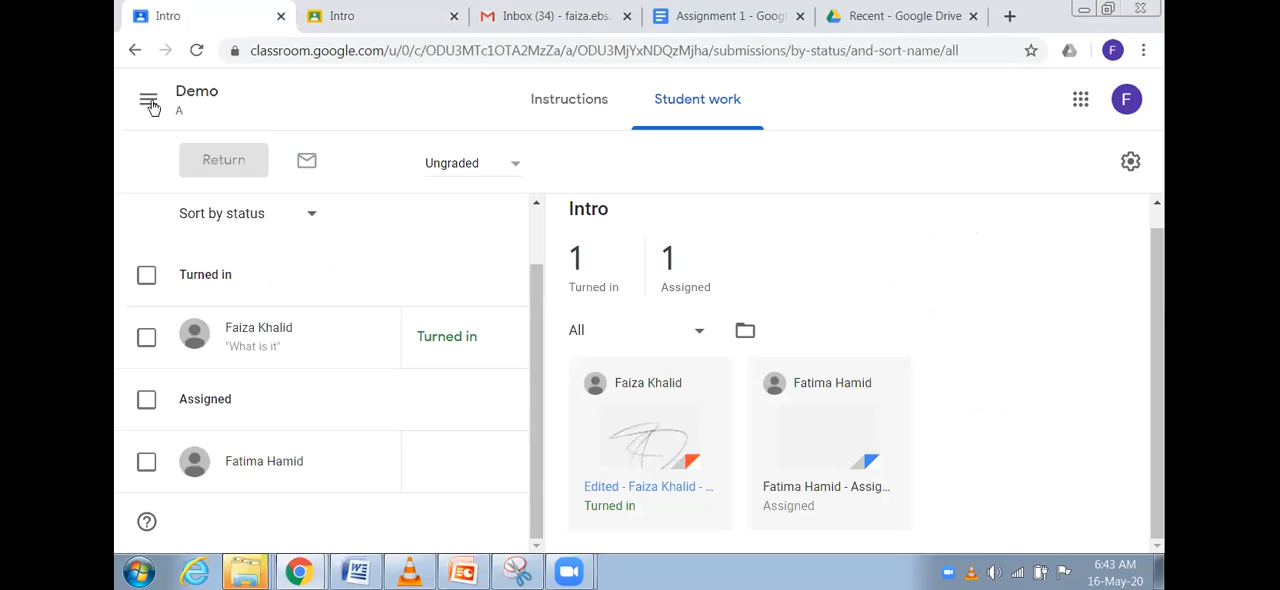 Intro
Intro
Inbox (34) - faiza.ebs.
Assignment 1 - Goog
Recent - Google Drive
classroom.google.com/u/0/c/ODU3MTc1OTA2MzZa/a/ODU3MjYxNDQzMjha/submissions/by-status/and-sort-name/all
F
Demo
A
Instructions
Student work
F
Return
Ungraded
Sort by status
Turned in
Faiza Khalid
"What is it"
Turned in
Assigned
Fatima Hamid
Intro
1
Turned in
1
Assigned
All
Faiza Khalid
Edited - Faiza Khalid - ...
Turned in
Fatima Hamid
Fatima Hamid - Assig...
Assigned
6:43 AM
16-May-20